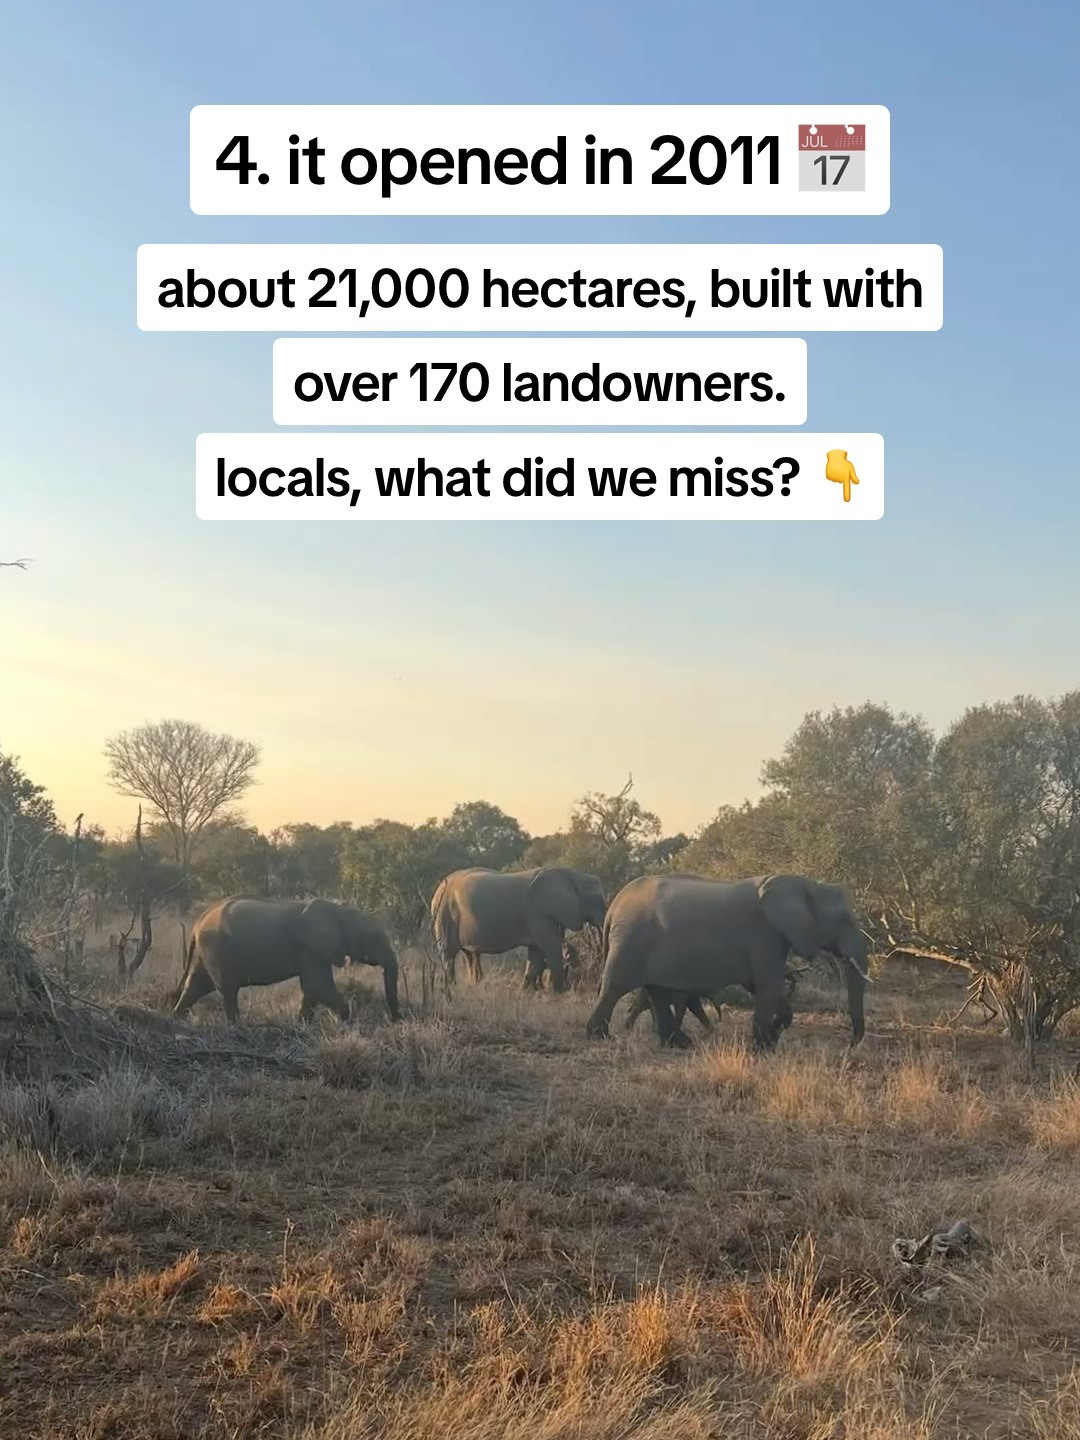 4. it opened in 2011 📅
about 21,000 hectares, built with
over 170 landowners.
locals, what did we miss? 👇